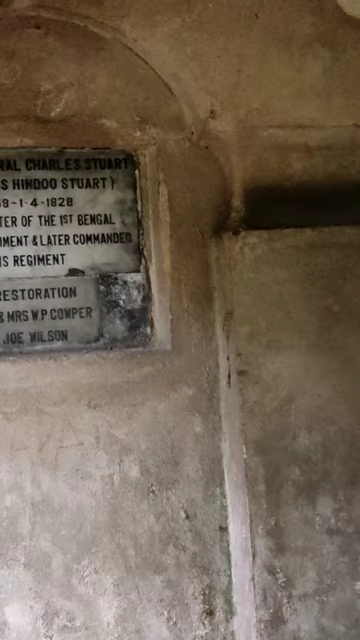 RAL CHARLES STUART
S HINDOO STUART)
9-1-4-1828
TER OF THE 1ST BENGAL
MENT & LATER COMMANDED
IS REGIMENT
RESTORATION
& MRS W.P COWPER
JOE WILSON